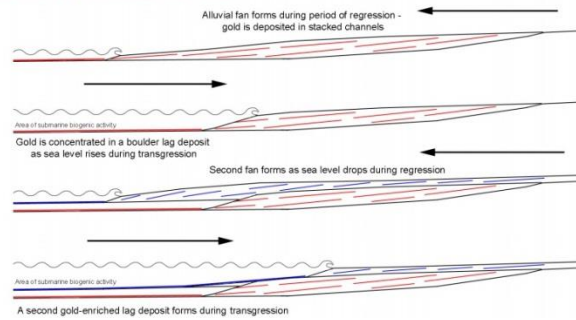 Alluvial fan forms during period of regression -
gold is deposited in stacked channels
Area of submarine biogenic activity
Gold is concentrated in a boulder lag deposit
as sea level rises during transgression
Second fan forms as sea level drops during regression
Area of submarine biogenic activity
A second gold-enriched lag deposit forms during transgression